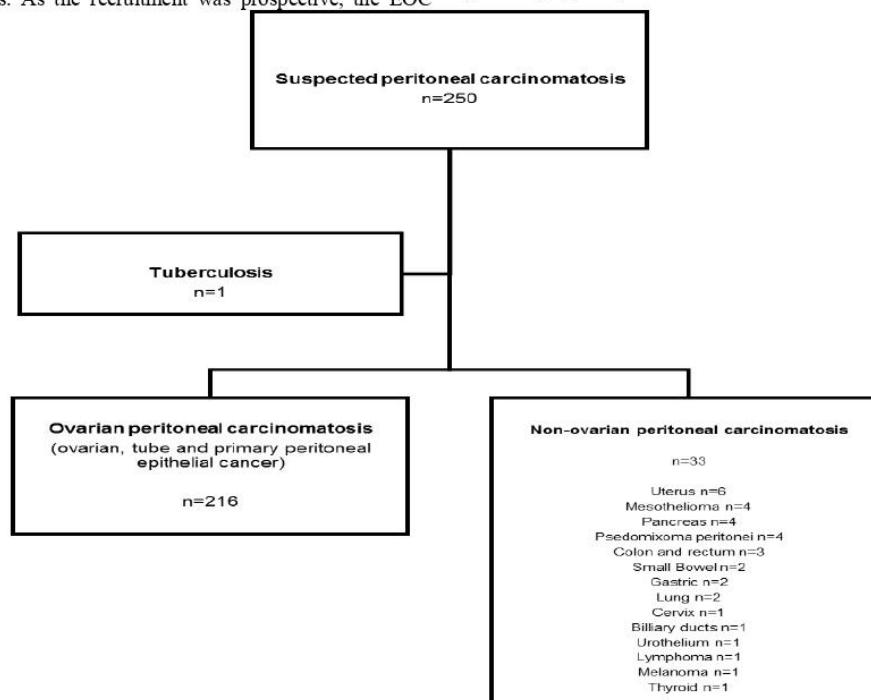 s. As the recruitment was prospective, the EOC
Suspected peritoneal carcinomatosis
n=250
Tuberculosis
n=1
Ovarian peritoneal carcinomatosis
(ovarian, tube and primary peritoneal
epithelial cancer)
n=216
Non-ovarian peritoneal carcinomatosis
n=33
Uterus n=6
Mesothelioma n=4
Pancreas n=4
Psedomixoma peritonei n=4
Colon and rectum n=3
Small Bowel n=2
Gastric n=2
Lung n=2
Cervix n=1
Billiary ducts n=1
Urothelium n=1
Lymphoma n=1
Melanoma n=1
Thyroid n=1